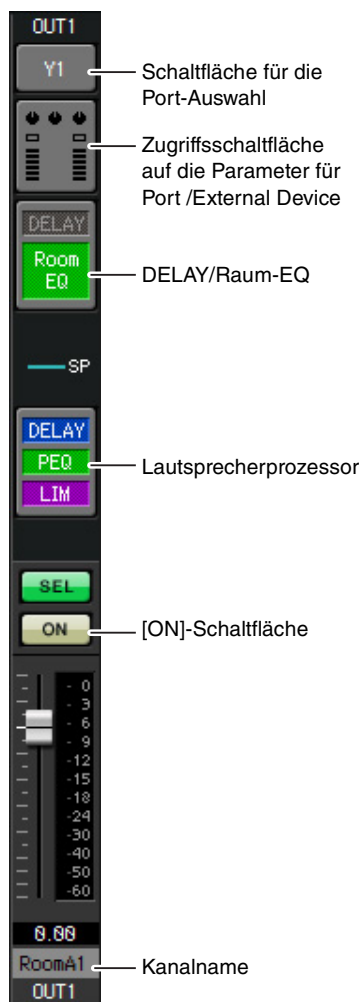 OUT1
Y1
Schaltfläche für die
Port-Auswahl
Zugriffsschaltfläche
auf die Parameter für
Port /External Device
DELAY
Room
EQ
DELAY/Raum-EQ
SP
DELAY
PEQ
LIM
Lautsprecherprozessor
SEL
ON
[ON]-Schaltfläche
- 0
- 3
- 6
- 9
-12
-15
-18
-24
-30
-40
-50
-60
0.00
RoomA1
Kanalname
OUT1